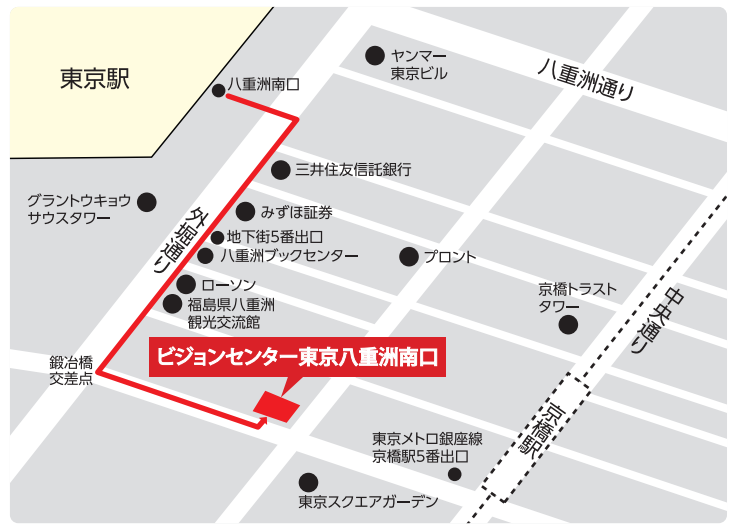 東京駅
八重洲南口
ヤンマー
東京ビル
八重洲通り
三井住友信託銀行
グラントウキョウ
サウスタワー
みずほ証券
外堀通り
地下街5番出口
八重洲ブックセンター
プロント
ローソン
福島県八重洲
観光交流館
京橋トラスト
タワー
中央通り
ビジョンセンター東京八重洲南口
鍛冶橋
交差点
京橋駅
東京メトロ銀座線
京橋駅5番出口
東京スクエアガーデン